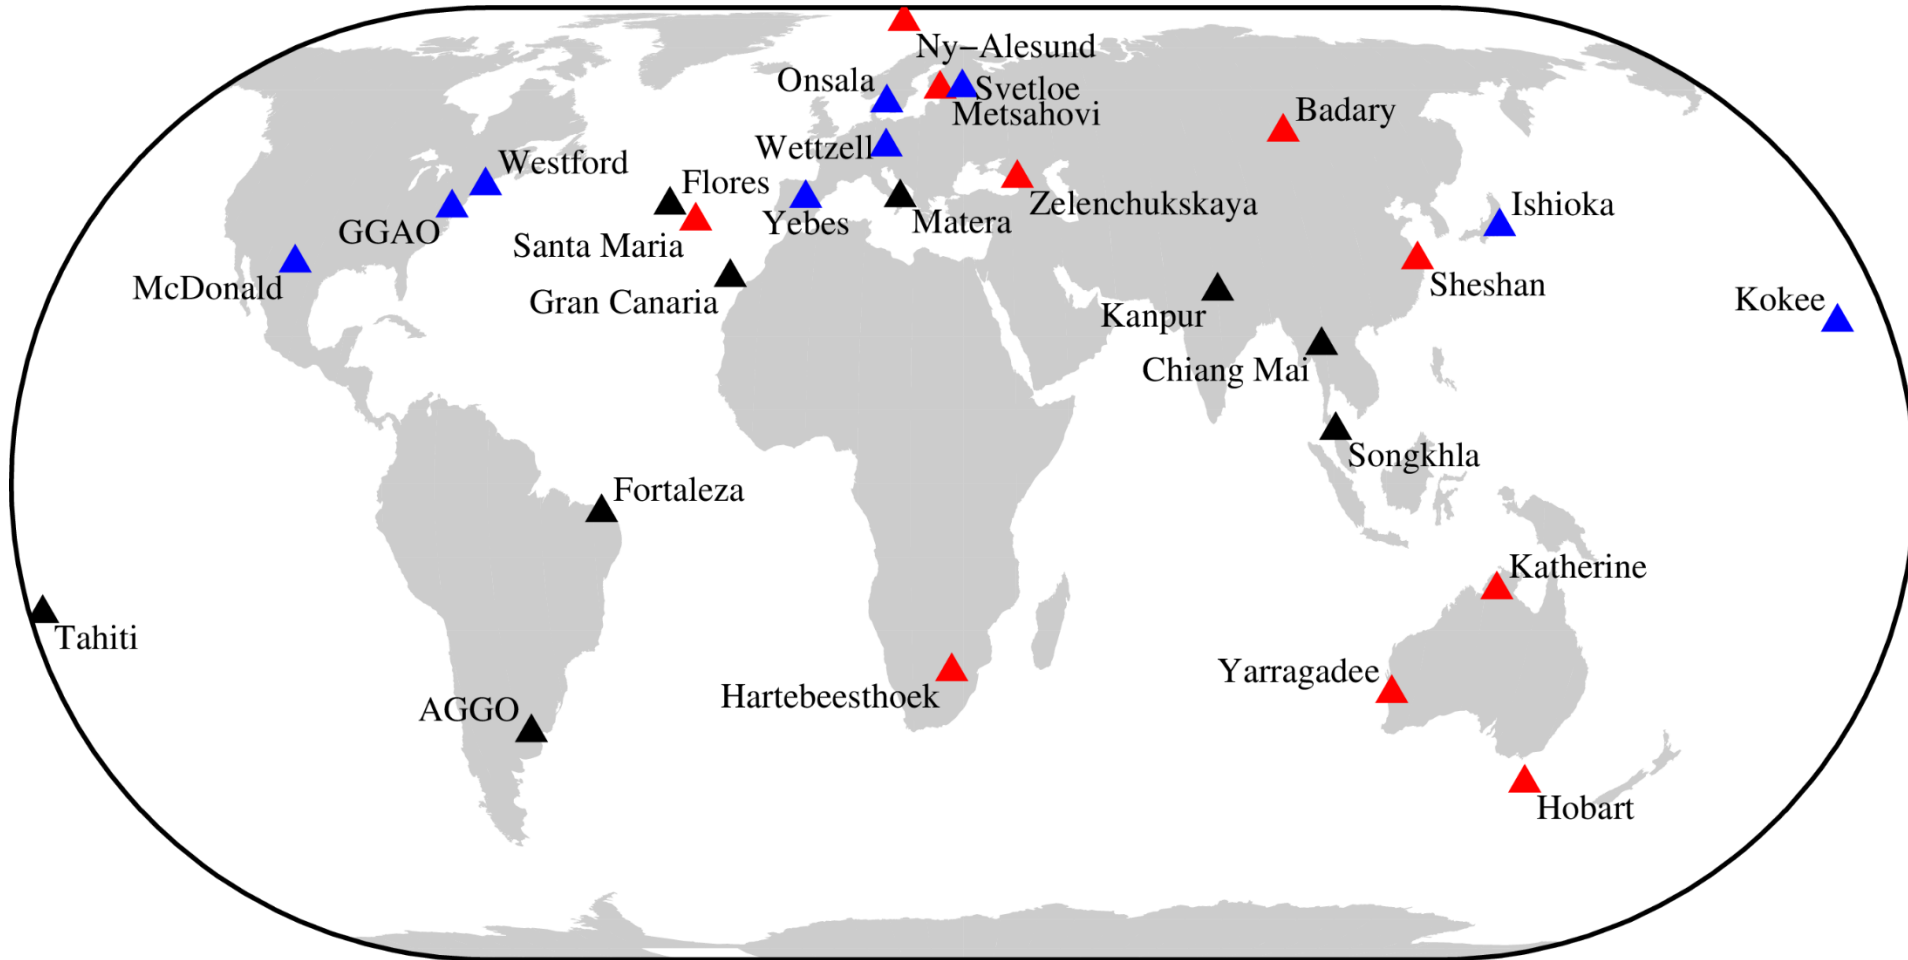 Ny−Alesund
Onsala
Svetloe
Metsahovi
Badary
Wettzell
Westford
Flores
Zelenchukskaya
Ishioka
GGAO
Santa Maria
Yebes
Matera
McDonald
Gran Canaria
Kanpur
Sheshan
Kokee
Chiang Mai
Songkhla
Fortaleza
Katherine
Tahiti
Hartebeesthoek
Yarragadee
AGGO
Hobart